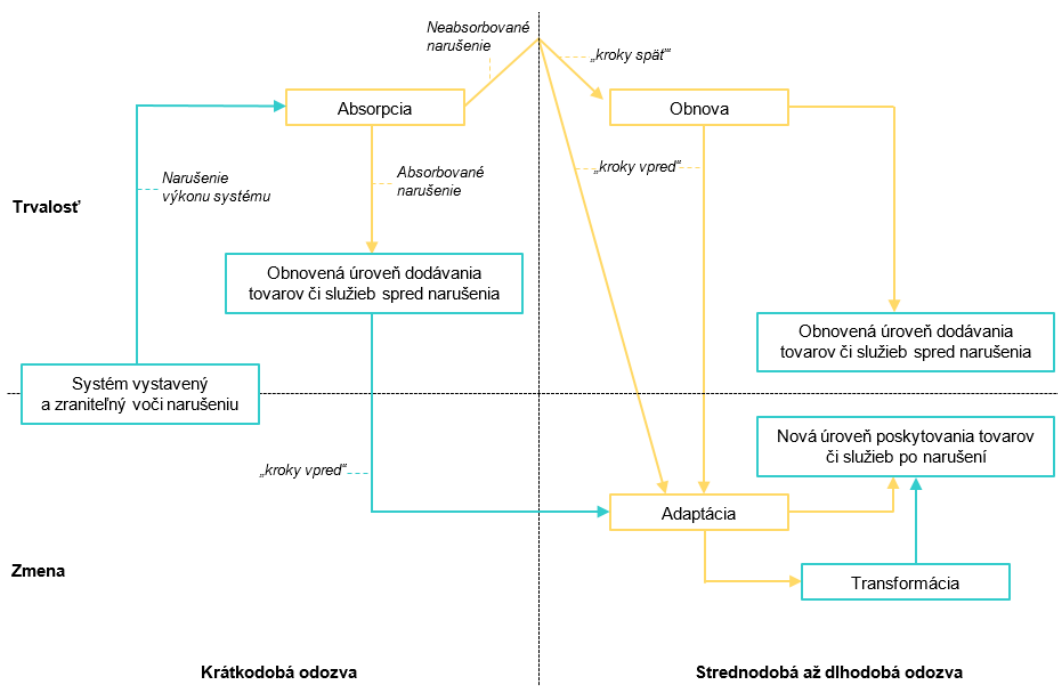 Neabsorbované
narušenie
„kroky späť“
Absorpcia
Obnova
„kroky vpred“
Narušenie
výkonu systému
Absorbované
narušenie
Trvalosť
Obnovená úroveň dodávania
tovarov či služieb spred narušenia
Obnovená úroveň dodávania
tovarov či služieb spred narušenia
Systém vystavený
a zraniteľný voči narušeniu
Nová úroveň poskytovania tovarov
či služieb po narušení
„kroky vpred“
Adaptácia
Zmena
Transformácia
Krátkodobá odozva
Strednodobá až dlhodobá odozva